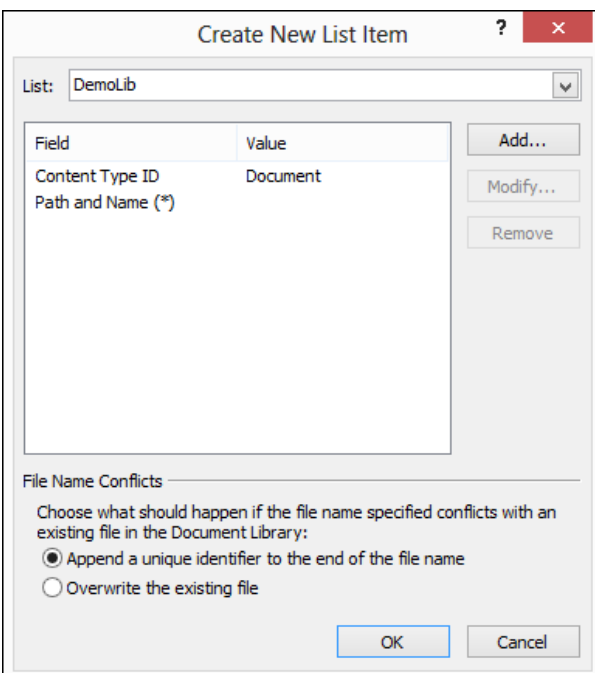 Create New List Item
?
List: DemoLib
Field Value
Add...
Content Type ID Document
Modify...
Path and Name (*)
Remove
File Name Conflicts
Choose what should happen if the file name specified conflicts with an
existing file in the Document Library:
Append a unique identifier to the end of the file name
Overwrite the existing file
OK Cancel